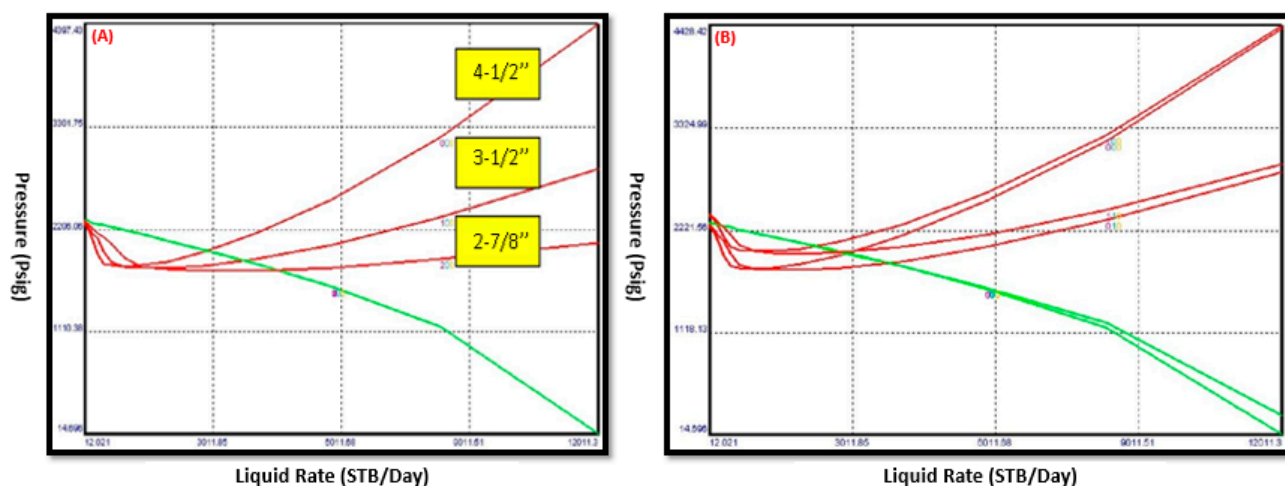 (A)
4097.43
3301.75
2206.06
1110.38
14.696
12.021 3011.85 6011.68 9011.51 12011.3
4-1/2”
3-1/2”
2-7/8”
Pressure (Psig)
Liquid Rate (STB/Day)
(B)
4428.42
3324.99
2221.56
1118.13
14.696
12.021 3011.85 6011.68 9011.51 12011.3
010
Pressure (Psig)
Liquid Rate (STB/Day)